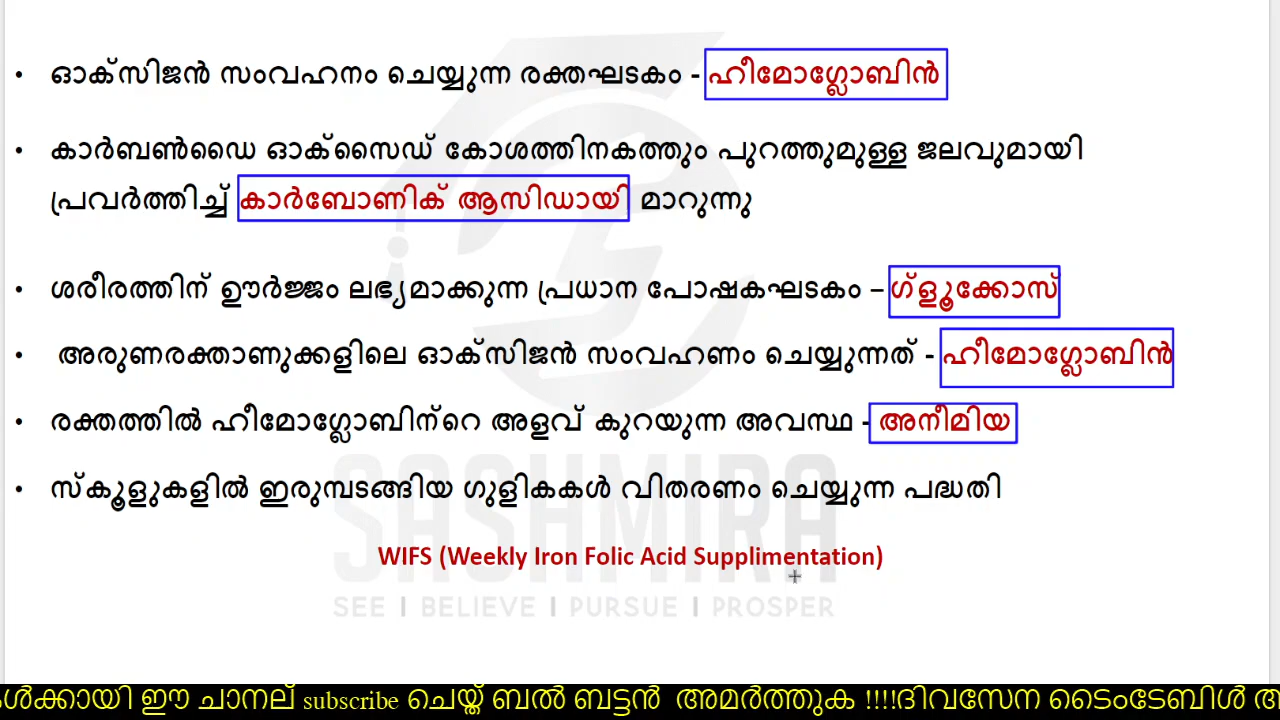 • ഓക്സിജൻ സംവഹനം ചെയ്യുന്ന രക്തഘടകം - ഹീമോഗ്ലോബിൻ
• കാർബൺഡൈ ഓക്സൈഡ് കോശത്തിനകത്തും പുറത്തുമുള്ള ജലവുമായി
പ്രവർത്തിച്ച് കാർബോണിക് ആസിഡായി മാറുന്നു
• ശരീരത്തിന് ഊർജ്ജം ലഭ്യമാക്കുന്ന പ്രധാന പോഷകഘടകം – ഗ്ളൂക്കോസ്
• അരുണരക്താണുക്കളിലെ ഓക്സിജൻ സംവഹണം ചെയ്യുന്നത് - ഹീമോഗ്ലോബിൻ
• രക്തത്തിൽ ഹീമോഗ്ലോബിന്റെ അളവ് കുറയുന്ന അവസ്ഥ - അനീമിയ
• സ്കൂളുകളിൽ ഇരുമ്പടങ്ങിയ ഗുളികകൾ വിതരണം ചെയ്യുന്ന പദ്ധതി
WIFS (Weekly Iron Folic Acid Supplimentation)
SASHMIRA
SEE I BELIEVE I PURSUE I PROSPER
ഈ ചാനല് subscribe ചെയ്ത് ബൽ ബട്ടൻ അമർത്തുക !!!!ദിവസേന ടൈംടേബിൾ